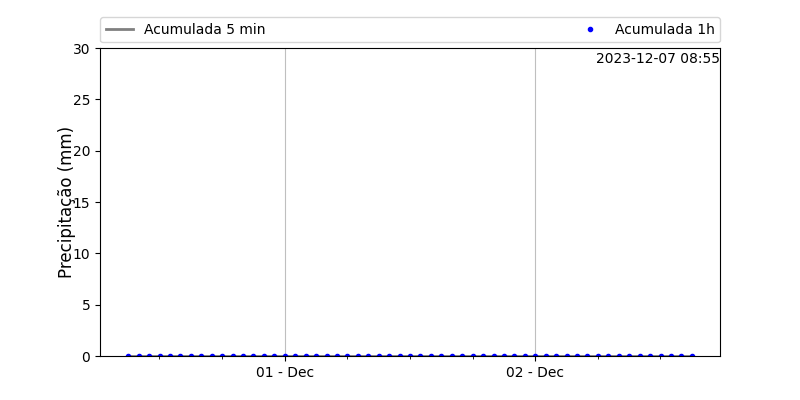 Acumulada 5 min
Acumulada 1h
2023-12-07 08:55
Precipitação (mm)
30
25
20
15
10
5
0
01 - Dec
02 - Dec